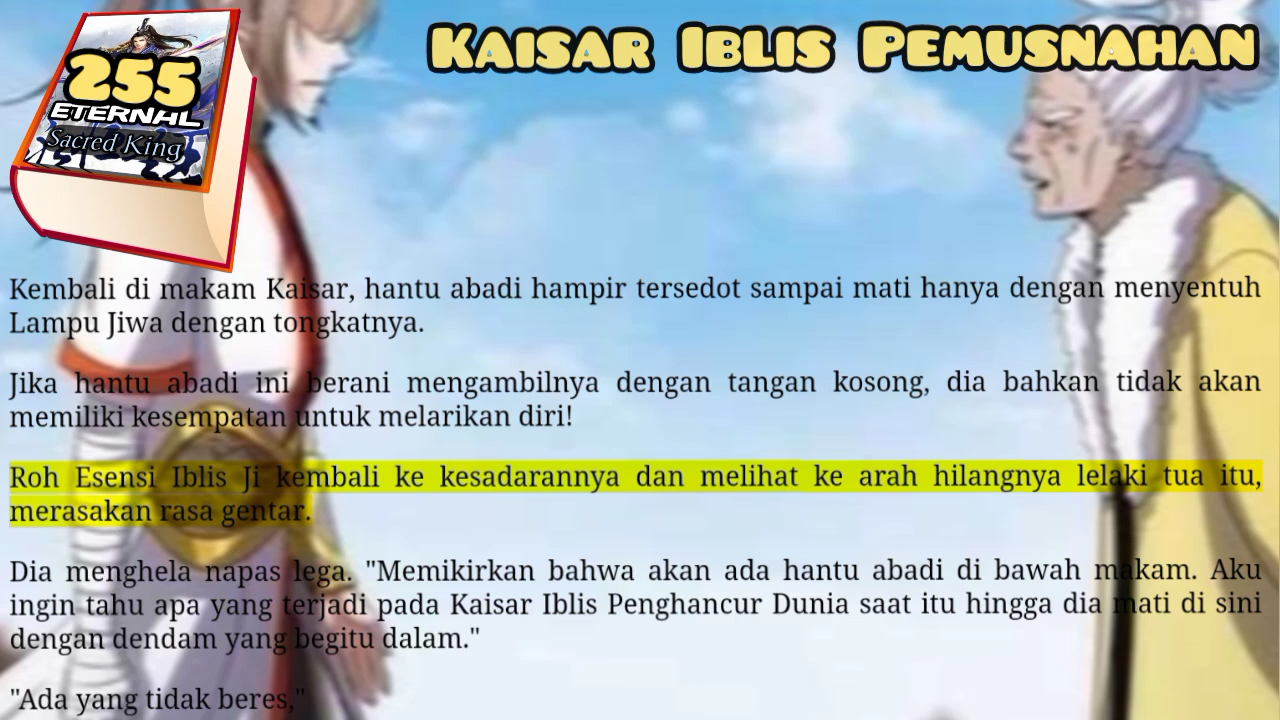 255
ETERNAL
Sacred King
Kaisar Iblis Pemusnahan
Kembali di makam Kaisar, hantu abadi hampir tersedot sampai mati hanya dengan menyentuh
Lampu Jiwa dengan tongkatnya.
Jika hantu abadi ini berani mengambilnya dengan tangan kosong, dia bahkan tidak akan
memiliki kesempatan untuk melarikan diri!
Roh Esensi Iblis Ji kembali ke kesadarannya dan melihat ke arah hilangnya lelaki tua itu,
merasakan rasa gentar.
Dia menghela napas lega. "Memikirkan bahwa akan ada hantu abadi di bawah makam. Aku
ingin tahu apa yang terjadi pada Kaisar Iblis Penghancur Dunia saat itu hingga dia mati di sini
dengan dendam yang begitu dalam."
"Ada yang tidak beres,"